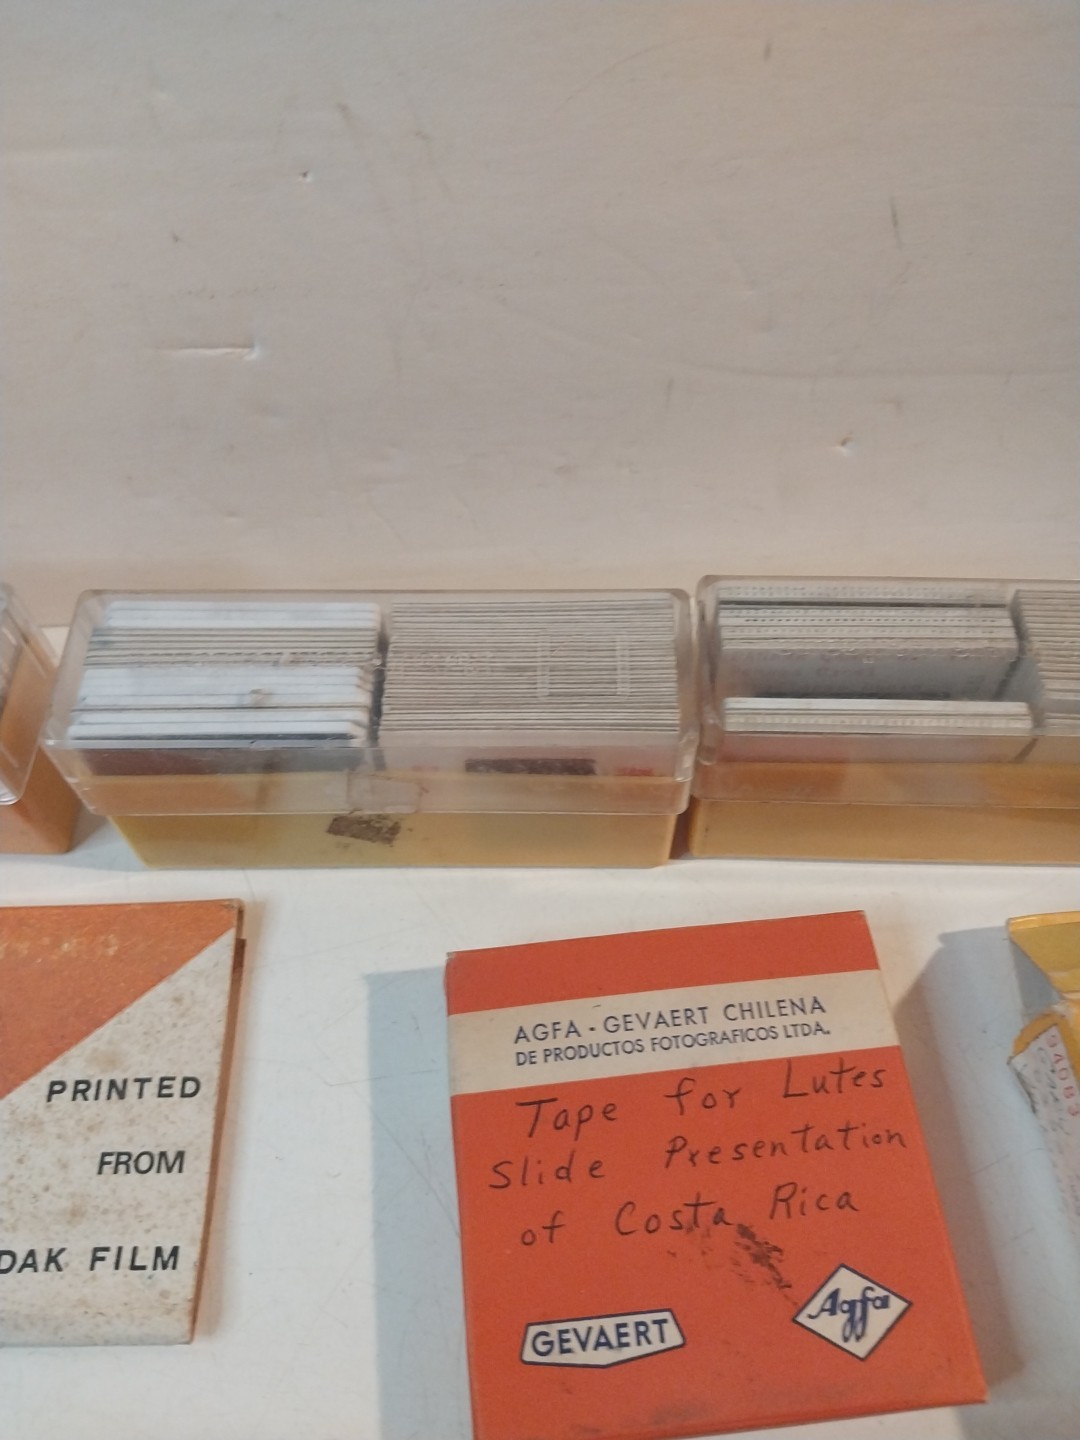 PRINTED
FROM
DAK FILM
AGFA - GEVAERT CHILENA
DE PRODUCTOS FOTOGRAFICOS LTDA.
Tape for Lutes
Slide Presentation
of Costa Rica
GEVAERT
Agfa